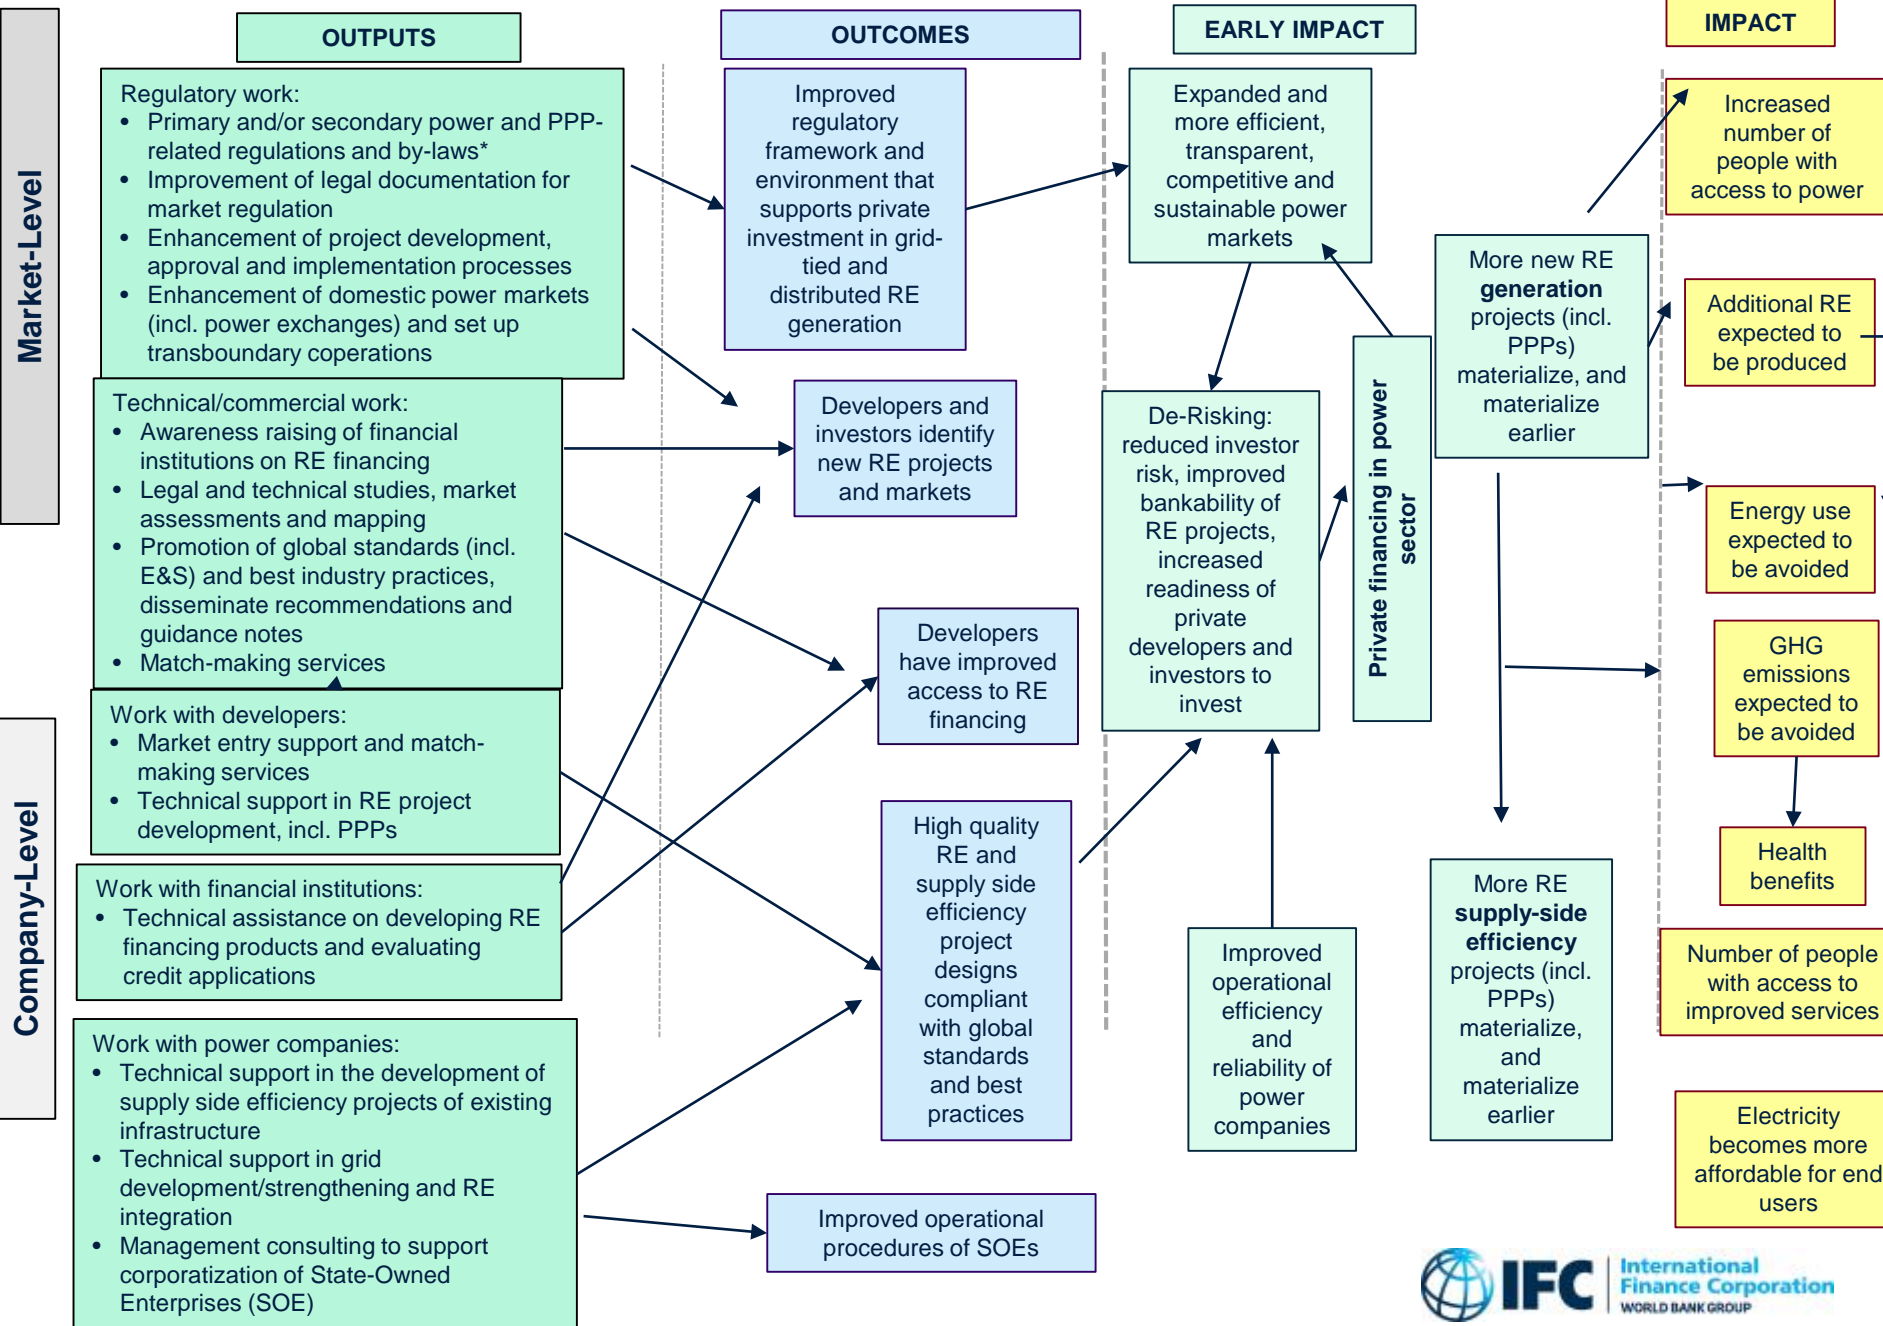 OUTPUTS
OUTCOMES
EARLY IMPACT
IMPACT
Market-Level
Company-Level
Regulatory work:
• Primary and/or secondary power and PPP-
related regulations and by-laws*
• Improvement of legal documentation for
market regulation
• Enhancement of project development,
approval and implementation processes
• Enhancement of domestic power markets
(incl. power exchanges) and set up
transboundary coperations
Technical/commercial work:
• Awareness raising of financial
institutions on RE financing
• Legal and technical studies, market
assessments and mapping
• Promotion of global standards (incl.
E&S) and best industry practices,
disseminate recommendations and
guidance notes
• Match-making services
Work with developers:
• Market entry support and match-
making services
• Technical support in RE project
development, incl. PPPs
Work with financial institutions:
• Technical assistance on developing RE
financing products and evaluating
credit applications
Work with power companies:
• Technical support in the development of
supply side efficiency projects of existing
infrastructure
• Technical support in grid
development/strengthening and RE
integration
• Management consulting to support
corporatization of State-Owned
Enterprises (SOE)
Improved
regulatory
framework and
environment that
supports private
investment in grid-
tied and
distributed RE
generation
Developers and
investors identify
new RE projects
and markets
Developers
have improved
access to RE
financing
High quality
RE and
supply side
efficiency
project
designs
compliant
with global
standards
and best
practices
Improved operational
procedures of SOEs
Expanded and
more efficient,
transparent,
competitive and
sustainable power
markets
De-Risking:
reduced investor
risk, improved
bankability of
RE projects,
increased
readiness of
private
developers and
investors to
invest
Improved
operational
efficiency
and
reliability of
power
companies
Private financing in power
sector
More new RE
generation
projects (incl.
PPPs)
materialize, and
materialize
earlier
More RE
supply-side
efficiency
projects (incl.
PPPs)
materialize,
and
materialize
earlier
Increased
number of
people with
access to power
Additional RE
expected to
be produced
Energy use
expected to
be avoided
GHG
emissions
expected to
be avoided
Health
benefits
Number of people
with access to
improved services
Electricity
becomes more
affordable for end
users
IFC
International
Finance Corporation
WORLD BANK GROUP